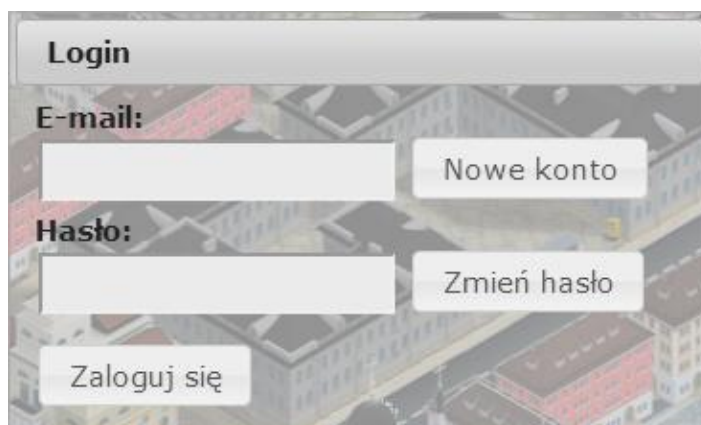 Login
E-mail:
Nowe konto
Hasło:
Zmień hasło
Zaloguj się